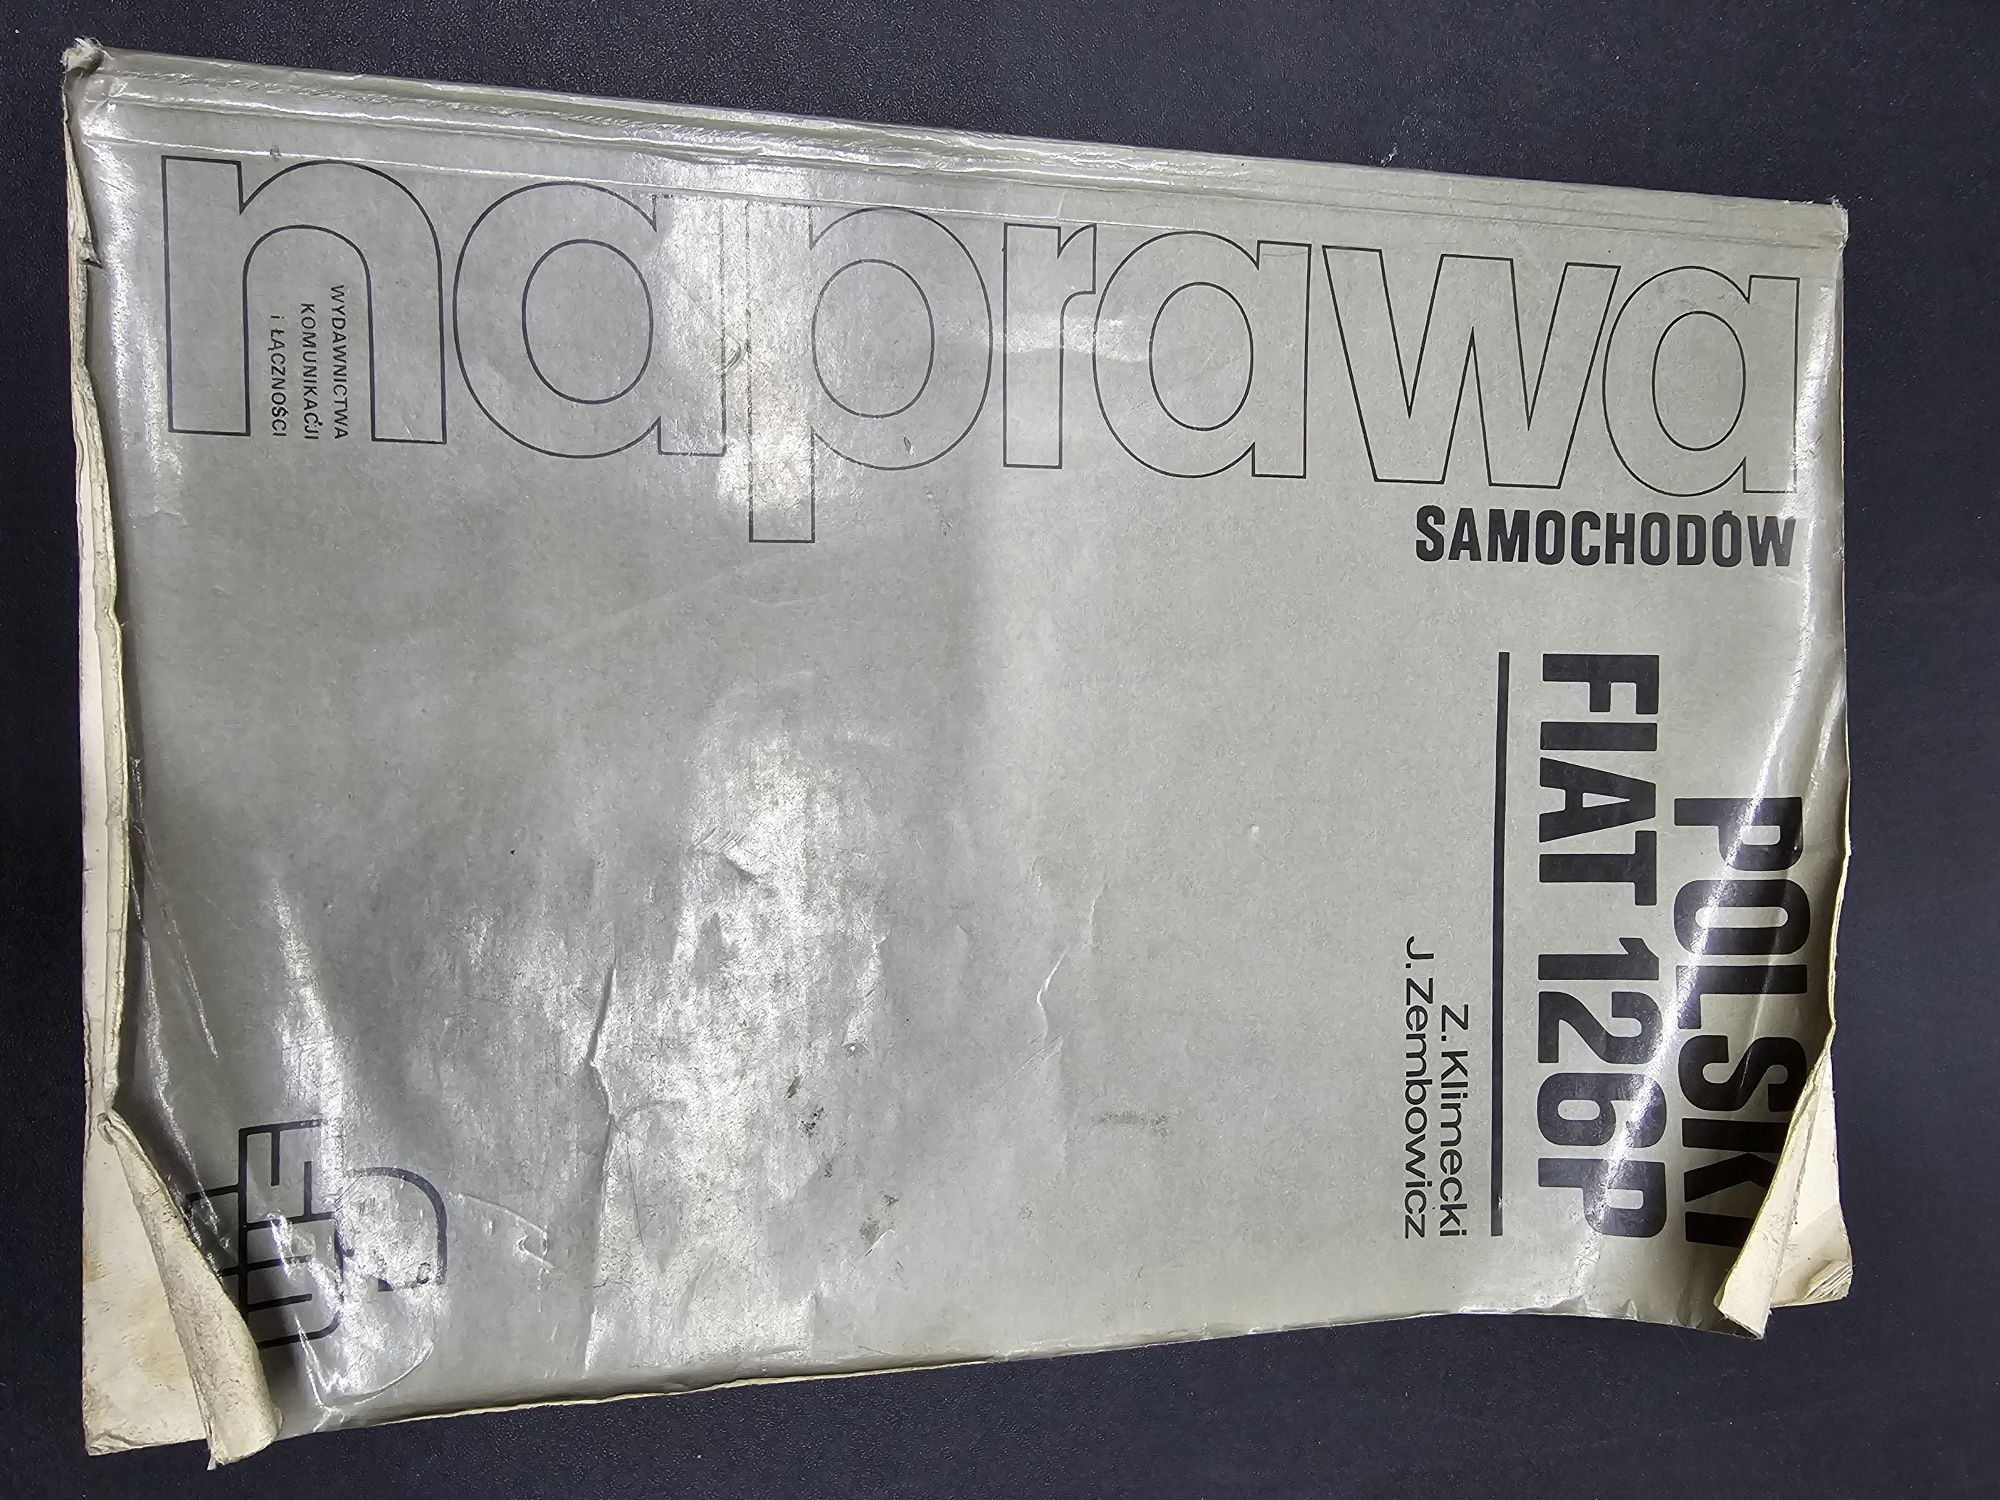 naprawa
SAMOCHODÓW
POLSKI
FIAT 126P
Z. Klimecki
J. Zembowicz
WYDAWNICTWA
KOMUNIKACJI
i ŁĄCZNOŚCI